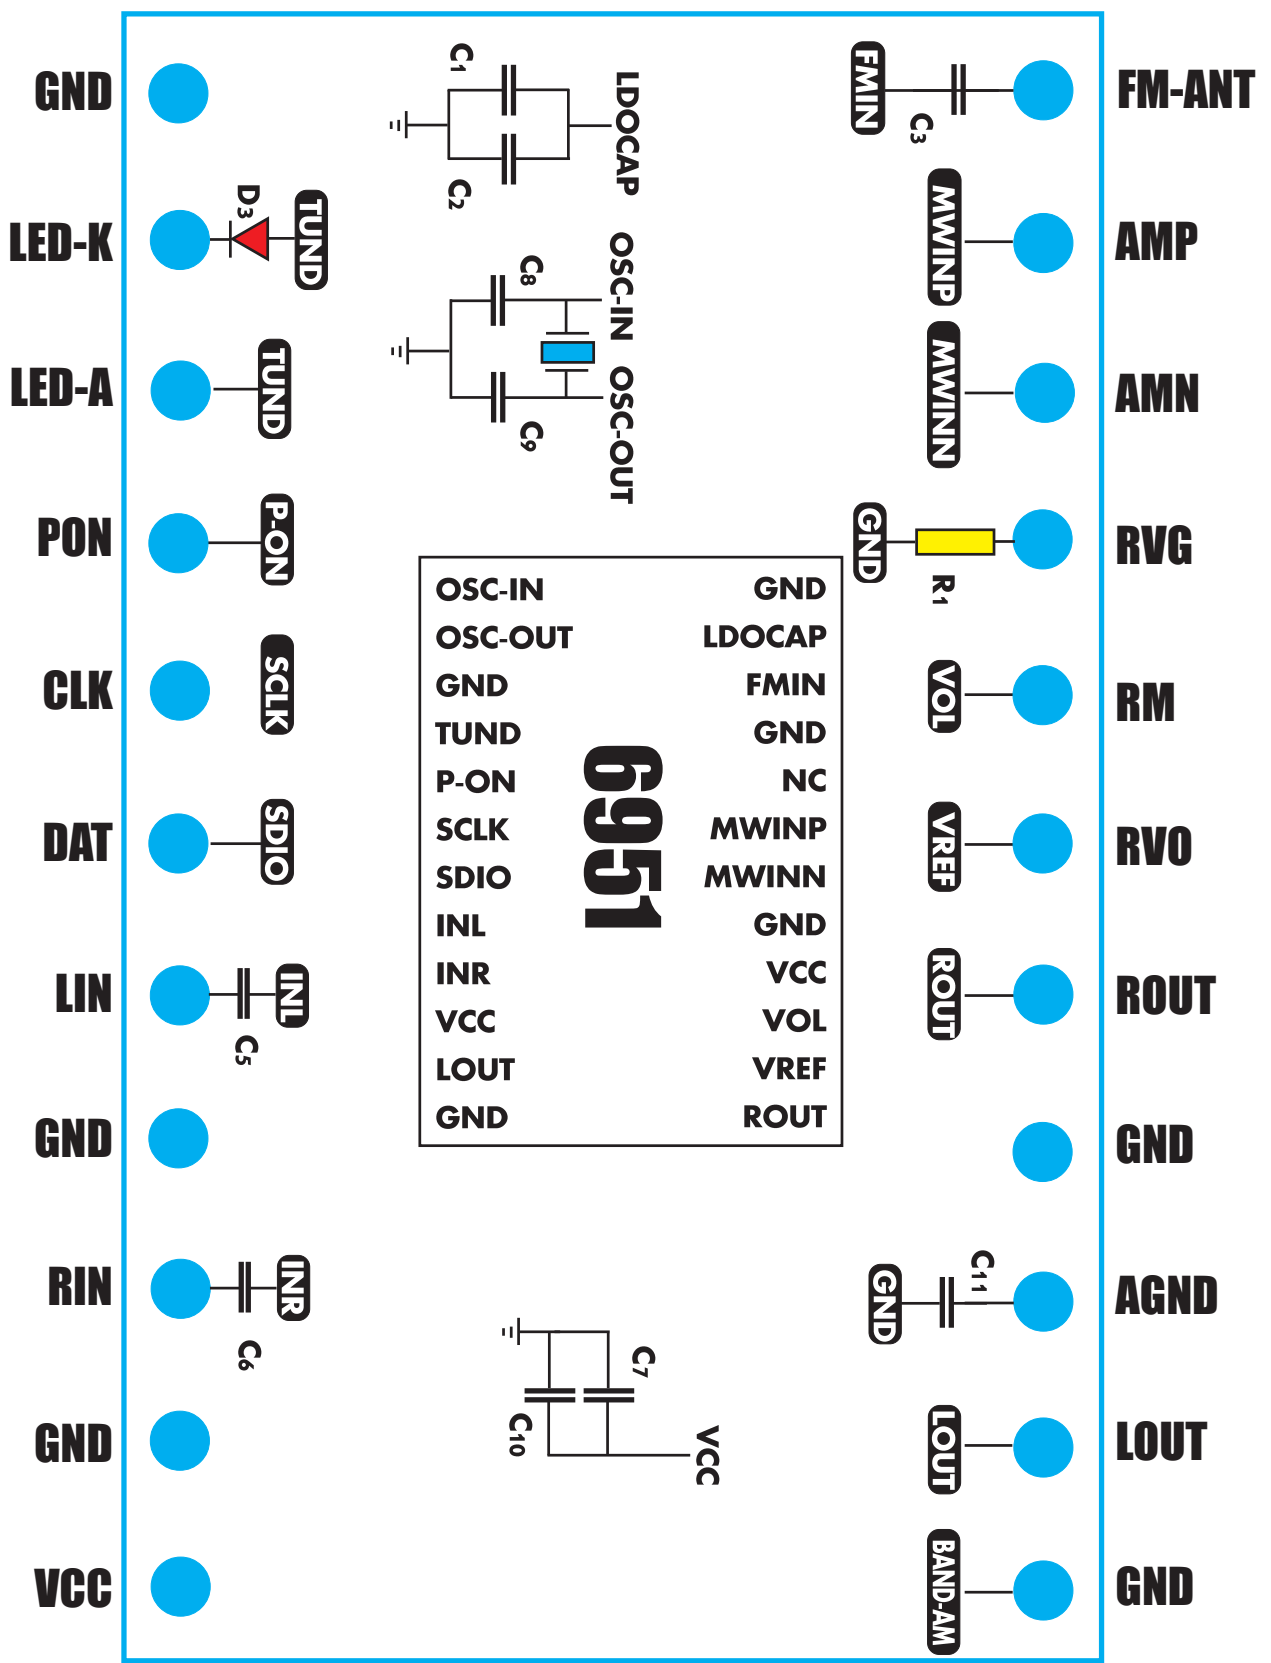 GND
LED-K
LED-A
PON
CLK
DAT
LIN
GND
RIN
GND
VCC
D3
TUND
TUND
P-ON
SCLK
SDIO
INL
C5
INR
C6
C1
C2
LDOCAP
C8
C9
OSC-IN
OSC-OUT
OSC-IN
OSC-OUT
GND
TUND
P-ON
SCLK
SDIO
INL
INR
VCC
LOUT
GND
6951
GND
LDOCAP
FMIN
GND
NC
MWINP
MWINN
GND
VCC
VOL
VREF
ROUT
C7
C10
VCC
FMIN
C3
MWINP
MWINN
GND
R1
VOL
VREF
ROUT
C11
GND
LOUT
BAND-AM
FM-ANT
AMP
AMN
RVG
RM
RVO
ROUT
GND
AGND
LOUT
GND